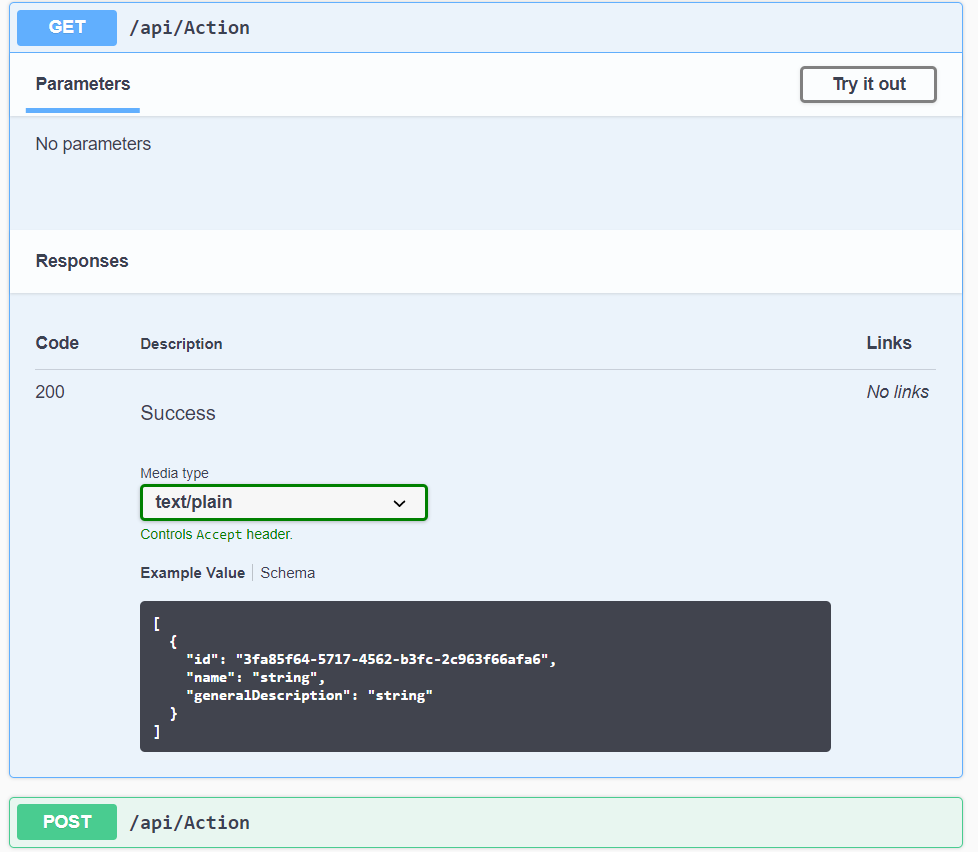 GET /api/Action
Parameters
Try it out
No parameters
Responses
Code Description Links
200 No links
Success
Media type
text/plain
Controls Accept header.
Example Value Schema
[
{
"id": "3fa85f64-5717-4562-b3fc-2c963f66afa6",
"name": "string",
"generalDescription": "string"
}
]
POST /api/Action